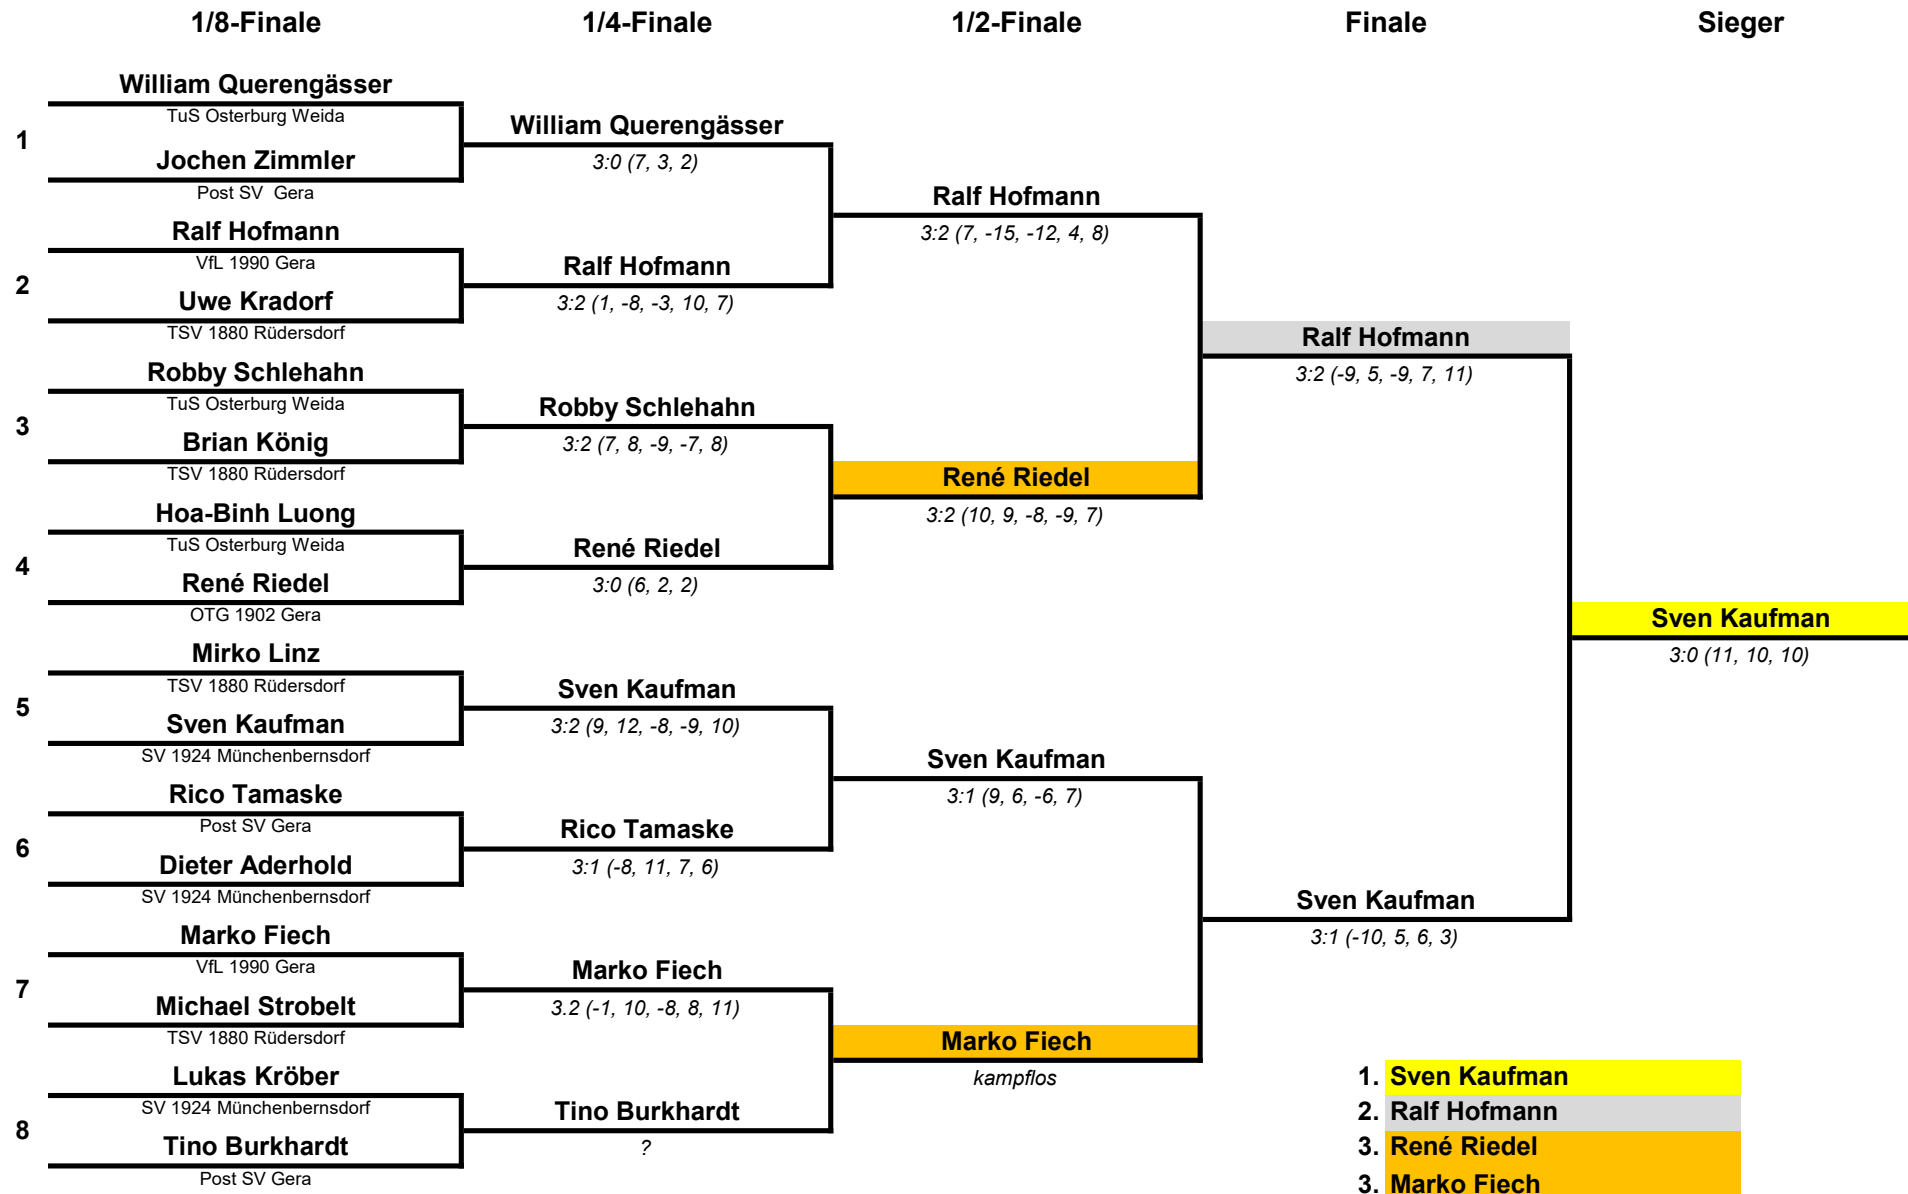 1/8-Finale 1/4-Finale 1/2-Finale Finale Sieger
William Querengässer
TuS Osterburg Weida
1
Jochen Zimmler
Post SV  Gera
William Querengässer
3:0 (7, 3, 2)
Ralf Hofmann
VfL 1990 Gera
2
Uwe Kradorf
TSV 1880 Rüdersdorf
Ralf Hofmann
3:2 (1, -8, -3, 10, 7)
Ralf Hofmann
3:2 (7, -15, -12, 4, 8)
Robby Schlehahn
TuS Osterburg Weida
3
Brian König
TSV 1880 Rüdersdorf
Robby Schlehahn
3:2 (7, 8, -9, -7, 8)
Hoa-Binh Luong
TuS Osterburg Weida
4
René Riedel
OTG 1902 Gera
René Riedel
3:0 (6, 2, 2)
René Riedel
3:2 (10, 9, -8, -9, 7)
Ralf Hofmann
3:2 (-9, 5, -9, 7, 11)
Mirko Linz
TSV 1880 Rüdersdorf
5
Sven Kaufman
SV 1924 Münchenbernsdorf
Sven Kaufman
3:2 (9, 12, -8, -9, 10)
Rico Tamaske
Post SV Gera
6
Dieter Aderhold
SV 1924 Münchenbernsdorf
Rico Tamaske
3:1 (-8, 11, 7, 6)
Sven Kaufman
3:1 (9, 6, -6, 7)
Marko Fiech
VfL 1990 Gera
7
Michael Strobelt
TSV 1880 Rüdersdorf
Marko Fiech
3.2 (-1, 10, -8, 8, 11)
Lukas Kröber
SV 1924 Münchenbernsdorf
8
Tino Burkhardt
Post SV Gera
Tino Burkhardt
?
Marko Fiech
kampflos
Sven Kaufman
3:1 (-10, 5, 6, 3)
Sven Kaufman
3:0 (11, 10, 10)
1. Sven Kaufman
2. Ralf Hofmann
3. René Riedel
3. Marko Fiech